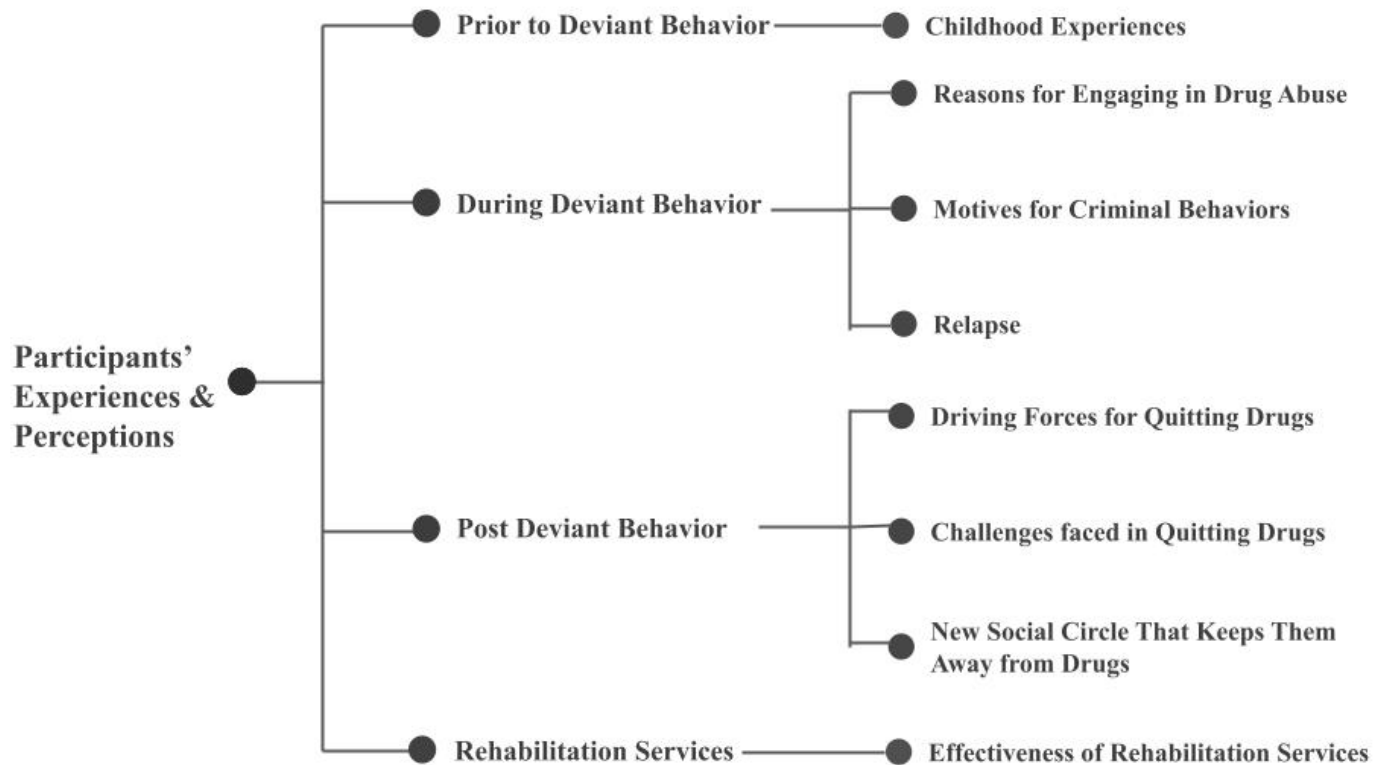 Prior to Deviant Behavior
Childhood Experiences
Reasons for Engaging in Drug Abuse
During Deviant Behavior
Motives for Criminal Behaviors
Relapse
Participants’
Experiences &
Perceptions
Driving Forces for Quitting Drugs
Post Deviant Behavior
Challenges faced in Quitting Drugs
New Social Circle That Keeps Them
Away from Drugs
Rehabilitation Services
Effectiveness of Rehabilitation Services